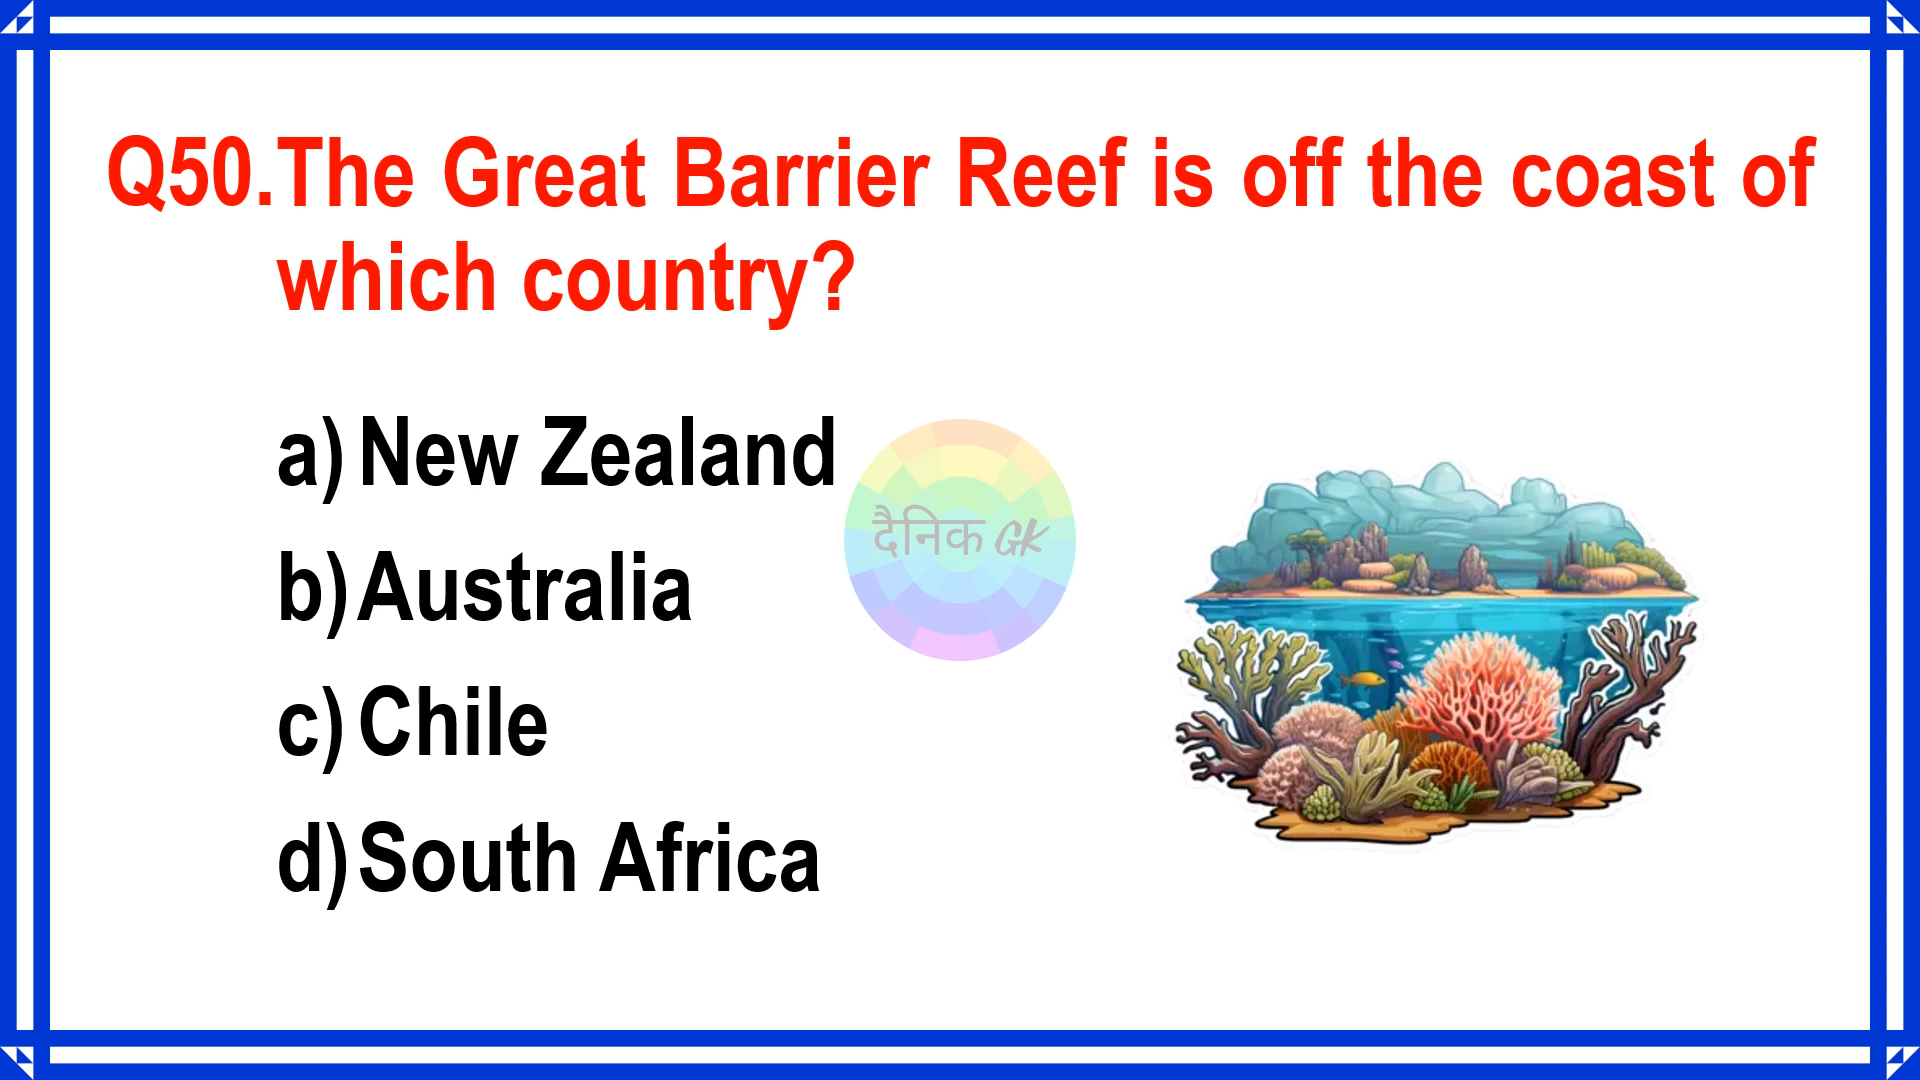 Q50.The Great Barrier Reef is off the coast of
which country?
a) New Zealand
b) Australia
c) Chile
d) South Africa
दैनिक GK